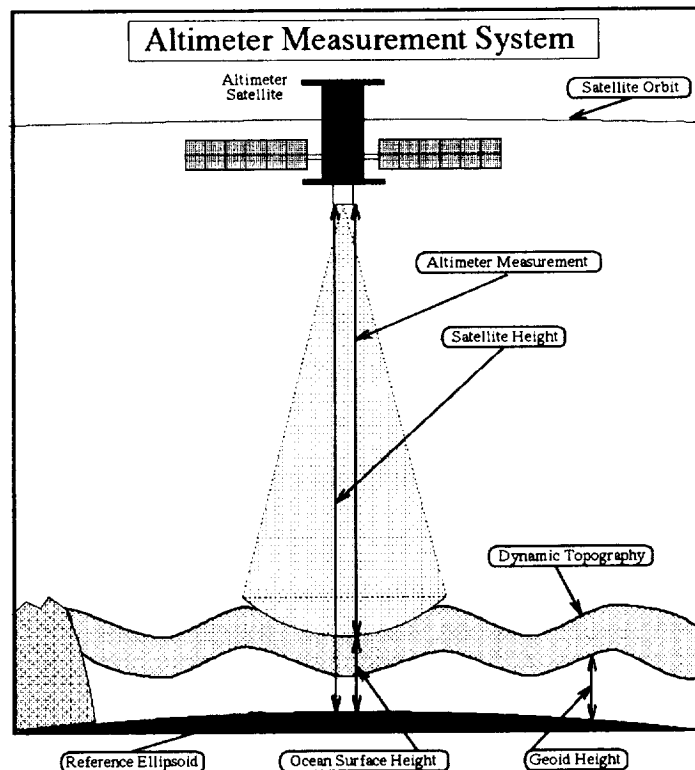 Altimeter Measurement System
Altimeter
Satellite
Satellite Orbit
Altimeter Measurement
Satellite Height
Dynamic Topography
Reference Ellipsoid
Ocean Surface Height
Geoid Height